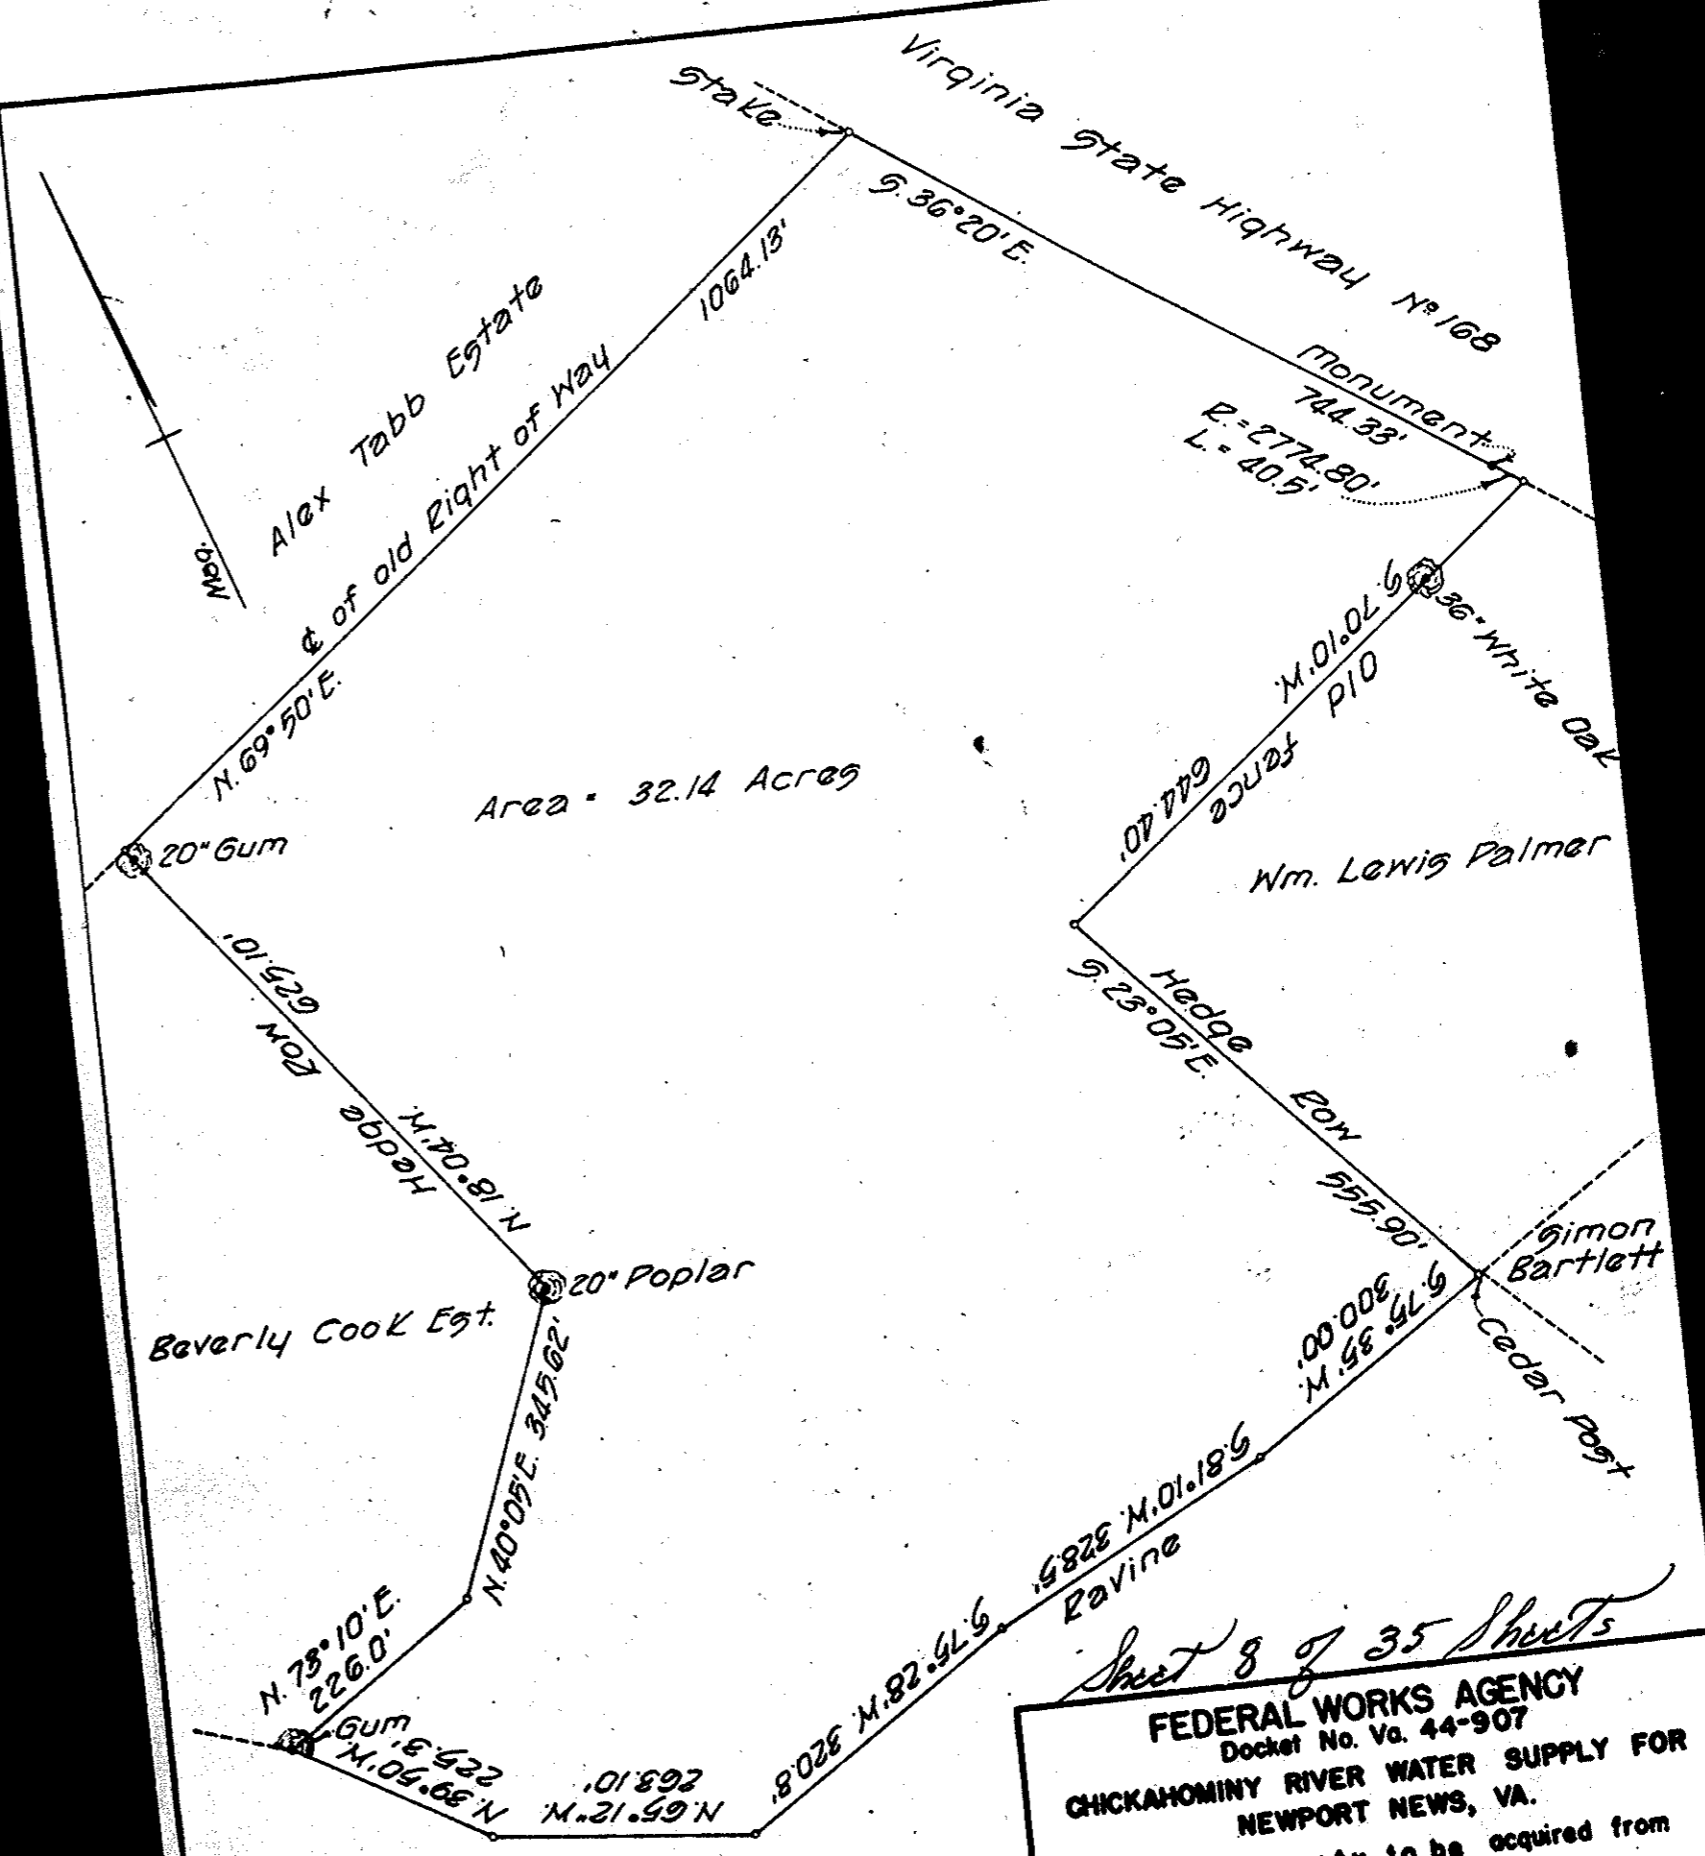 Virginia State Highway Nº 168
Stake
S. 36° 20' E.
1064.13'
Alex Tabb Estate
Mag.
₵ of old Right of Way
N. 69° 50' E.
Monument
744.33'
R. = 2774.80'
L. = 40.5'
36" White Oak
S. 70° 10' W.
Old fence
644.40'
Area = 32.14 Acres
20" Gum
Wm. Lewis Palmer
625.10'
Hedge Row
N. 18° 04' W.
S. 23° 05' E.
Hedge Row
555.90'
Simon
Bartlett
20" Poplar
Beverly Cook Est.
S. 75° 35' W.
300.00'
Cedar Post
N. 40° 05' E. 345.62'
S. 81° 10' W. 328.5'
Ravine
N. 78° 10' E.
226.0'
Gum
N. 39° 50' W.
225.3'
N. 65° 12' W.
263.10'
S. 75° 28' W. 320.8'
Sheet 8 of 35 Sheets
FEDERAL WORKS AGENCY
Docket No. Va. 44-907
CHICKAHOMINY RIVER WATER SUPPLY FOR
NEWPORT NEWS, VA.
to be acquired from